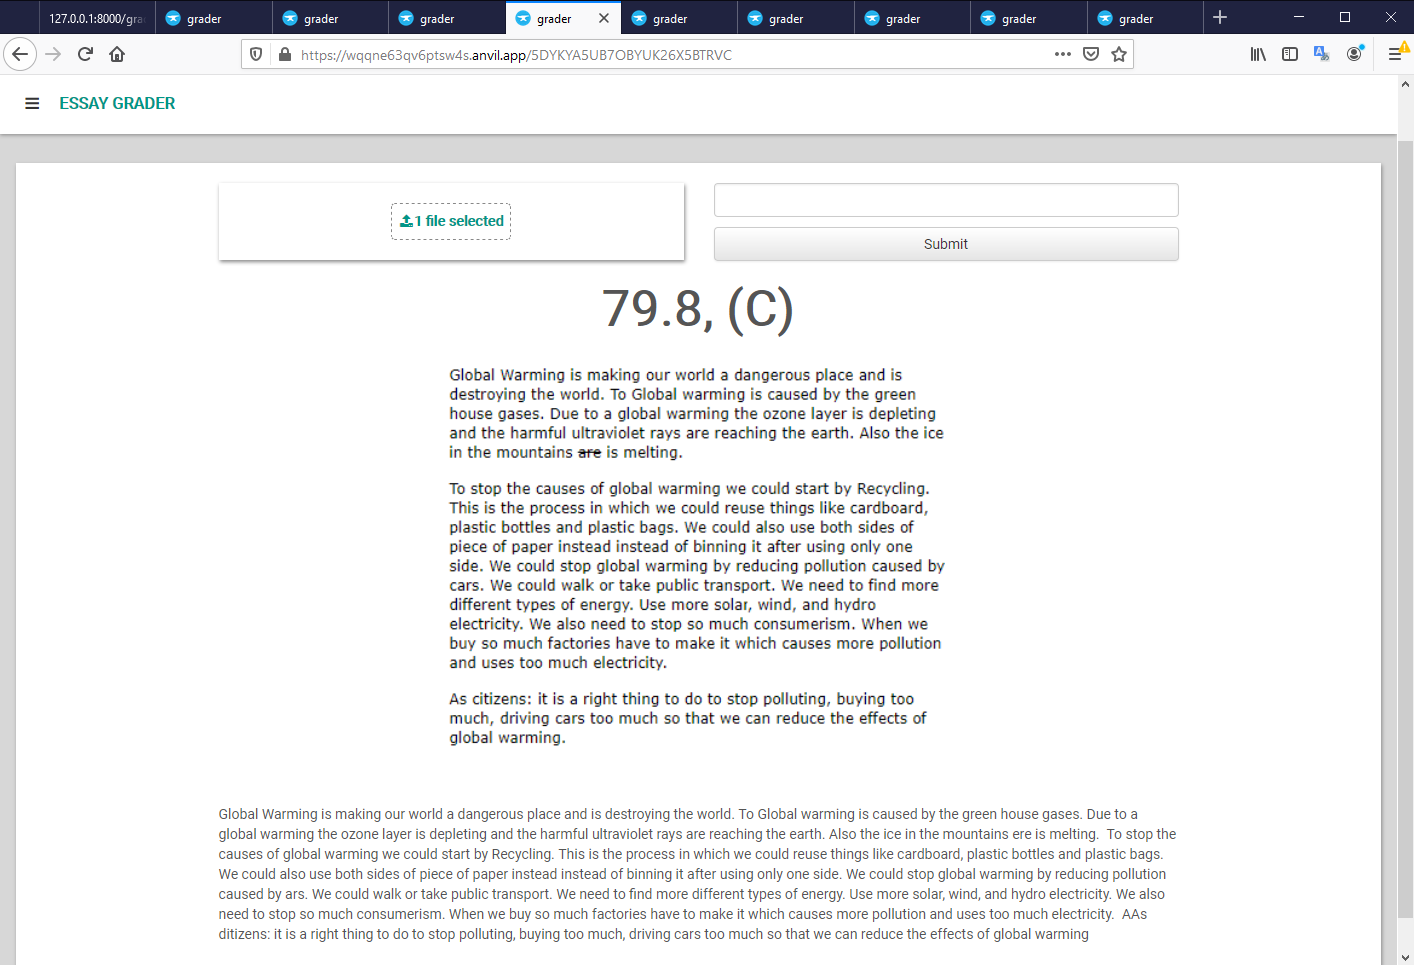 127.0.0.1:8000/gra
grader
grader
grader
grader
grader
grader
grader
grader
grader
https://wqqne63qv6ptsw4s.anvil.app/5DYKYA5UB7OBYUK26X5BTRVC
ESSAY GRADER
1 file selected
Submit
79.8, (C)
Global Warming is making our world a dangerous place and is
destroying the world. To Global warming is caused by the green
house gases. Due to a global warming the ozone layer is depleting
and the harmful ultraviolet rays are reaching the earth. Also the ice
in the mountains are is melting.
To stop the causes of global warming we could start by Recycling.
This is the process in which we could reuse things like cardboard,
plastic bottles and plastic bags. We could also use both sides of
piece of paper instead instead of binning it after using only one
side. We could stop global warming by reducing pollution caused by
cars. We could walk or take public transport. We need to find more
different types of energy. Use more solar, wind, and hydro
electricity. We also need to stop so much consumerism. When we
buy so much factories have to make it which causes more pollution
and uses too much electricity.
As citizens: it is a right thing to do to stop polluting, buying too
much, driving cars too much so that we can reduce the effects of
global warming.
Global Warming is making our world a dangerous place and is destroying the world. To Global warming is caused by the green house gases. Due to a
global warming the ozone layer is depleting and the harmful ultraviolet rays are reaching the earth. Also the ice in the mountains ere is melting.  To stop the
causes of global warming we could start by Recycling. This is the process in which we could reuse things like cardboard, plastic bottles and plastic bags.
We could also use both sides of piece of paper instead instead of binning it after using only one side. We could stop global warming by reducing pollution
caused by ars. We could walk or take public transport. We need to find more different types of energy. Use more solar, wind, and hydro electricity. We also
need to stop so much consumerism. When we buy so much factories have to make it which causes more pollution and uses too much electricity.  AAs
ditizens: it is a right thing to do to stop polluting, buying too much, driving cars too much so that we can reduce the effects of global warming